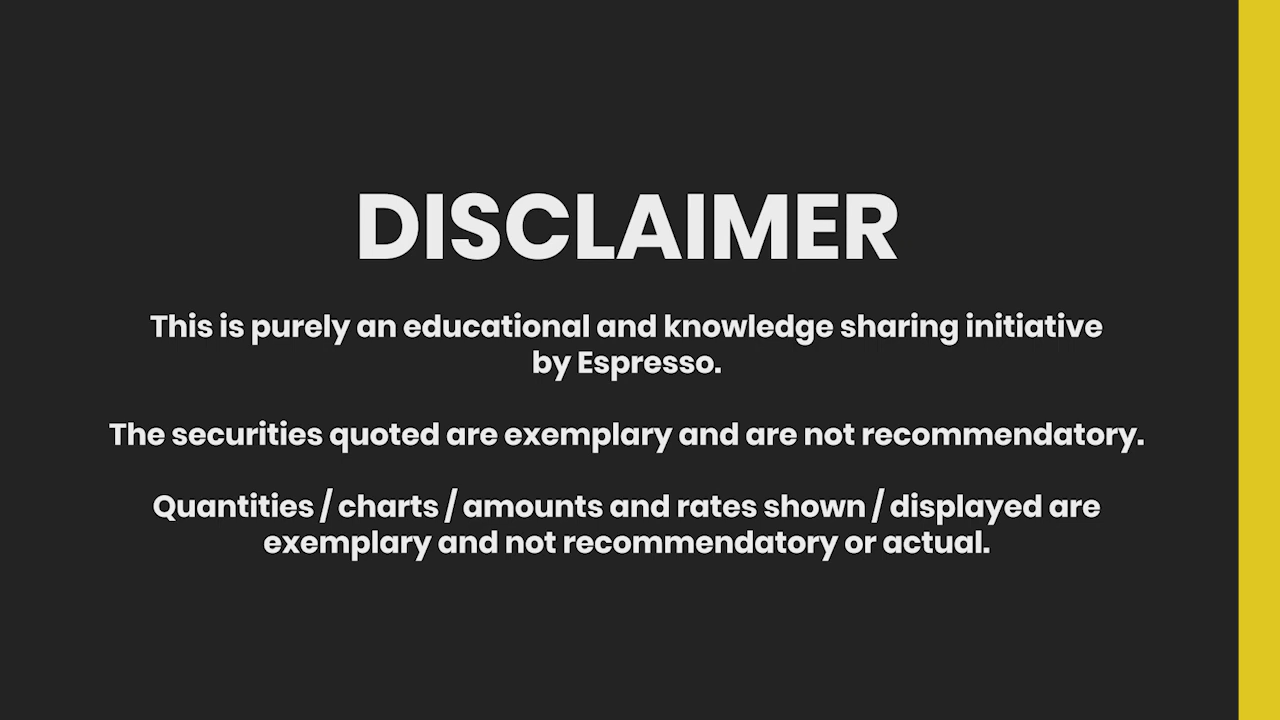 DISCLAIMER
This is purely an educational and knowledge sharing initiative
by Espresso.
The securities quoted are exemplary and are not recommendatory.
Quantities / charts / amounts and rates shown / displayed are
exemplary and not recommendatory or actual.